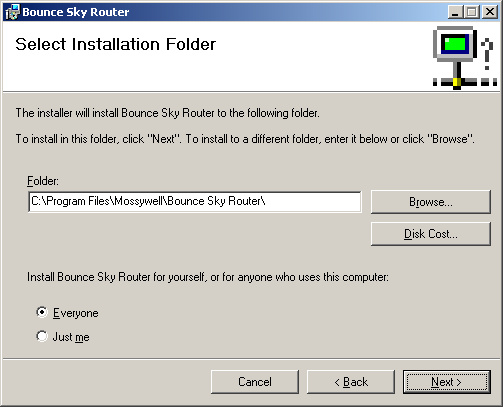 Bounce Sky Router
Select Installation Folder
The installer will install Bounce Sky Router to the following folder.
To install in this folder, click "Next". To install to a different folder, enter it below or click "Browse".
Folder:
C:\Program Files\Mossywell\Bounce Sky Router\
Browse...
Disk Cost...
Install Bounce Sky Router for yourself, or for anyone who uses this computer:
Everyone
Just me
Cancel
< Back
Next >